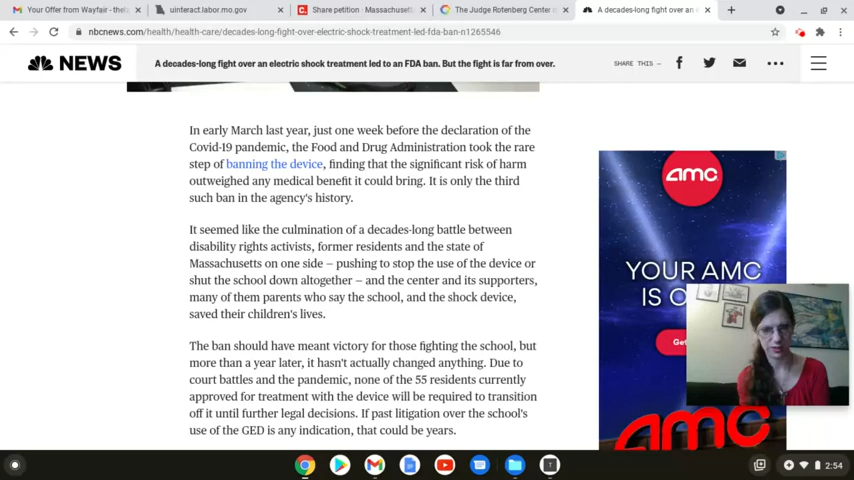 Your Offer from Wayfair - thela
uinteract.labor.mo.gov
Share petition · Massachusett
The Judge Rotenberg Center o
A decades-long fight over an e
nbcnews.com/health/health-care/decades-long-fight-over-electric-shock-treatment-led-fda-ban-n1265546
NEWS
A decades-long fight over an electric shock treatment led to an FDA ban. But the fight is far from over.
SHARE THIS —
In early March last year, just one week before the declaration of the
Covid-19 pandemic, the Food and Drug Administration took the rare
step of banning the device, finding that the significant risk of harm
outweighed any medical benefit it could bring. It is only the third
such ban in the agency's history.
It seemed like the culmination of a decades-long battle between
disability rights activists, former residents and the state of
Massachusetts on one side — pushing to stop the use of the device or
shut the school down altogether — and the center and its supporters,
many of them parents who say the school, and the shock device,
saved their children's lives.
The ban should have meant victory for those fighting the school, but
more than a year later, it hasn't actually changed anything. Due to
court battles and the pandemic, none of the 55 residents currently
approved for treatment with the device will be required to transition
off it until further legal decisions. If past litigation over the school's
use of the GED is any indication, that could be years.
amc
YOUR AMC
IS
Get
amc
2:54